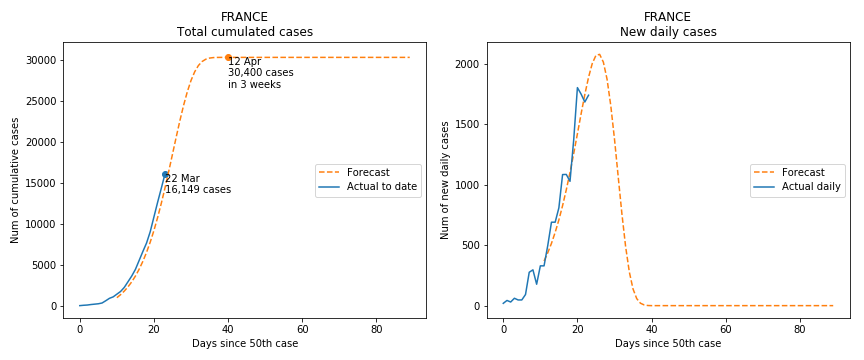 FRANCE
Total cumulated cases
Num of cumulative cases
30000
25000
20000
15000
10000
5000
0
12 Apr
30,400 cases
in 3 weeks
22 Mar
16,149 cases
Forecast
Actual to date
0
20
40
60
80
Days since 50th case
FRANCE
New daily cases
Num of new daily cases
2000
1500
1000
500
0
Forecast
Actual daily
0
20
40
60
80
Days since 50th case